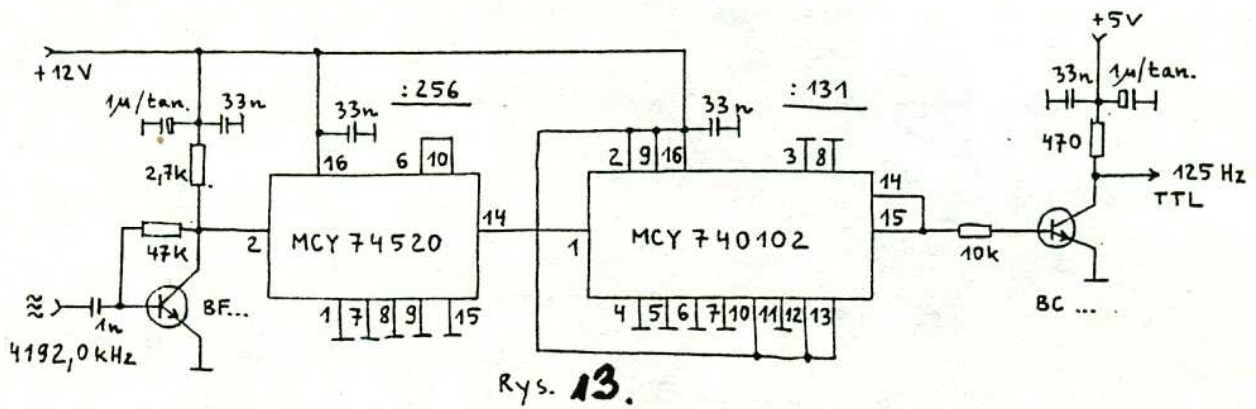 +5V
+12V
1µ/tan.
33n
33n
:256
33n
:131
33n
1µ/tan.
2,7k
16
6
10
2
9
16
3
8
470
125 Hz
TTL
47k
2
MCY 74520
14
1
MCY 740102
14
15
10k
BF...
1n
4192,0kHz
1
7
8
9
15
4
5
6
7
10
11
12
13
BC ...
Rys. 13.